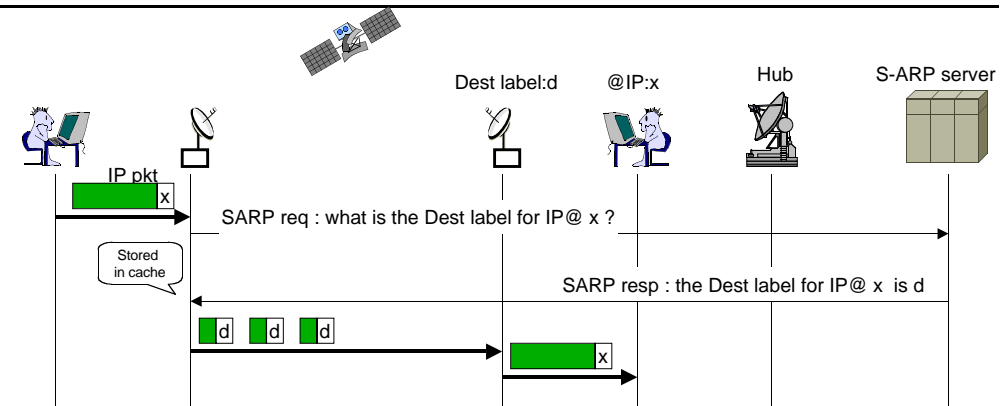 Dest label:d
@IP:x
Hub
S-ARP server
IP pkt
x
SARP req : what is the Dest label for IP@ x ?
Stored
in cache
SARP resp : the Dest label for IP@ x is d
d
d
d
x